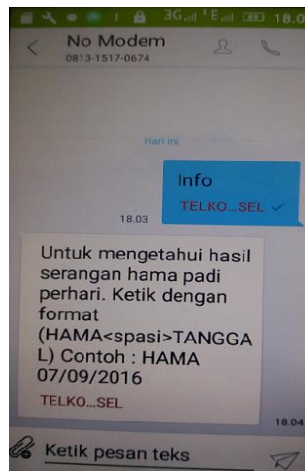 3G E 18.0
No Modem
0813-1517-0674
Hari ini
Info
TELKO...SEL
18.03
Untuk mengetahui hasil
serangan hama padi
perhari. Ketik dengan
format
(HAMA<spasi>TANGGA
L) Contoh : HAMA
07/09/2016
TELKO...SEL
18.04
Ketik pesan teks